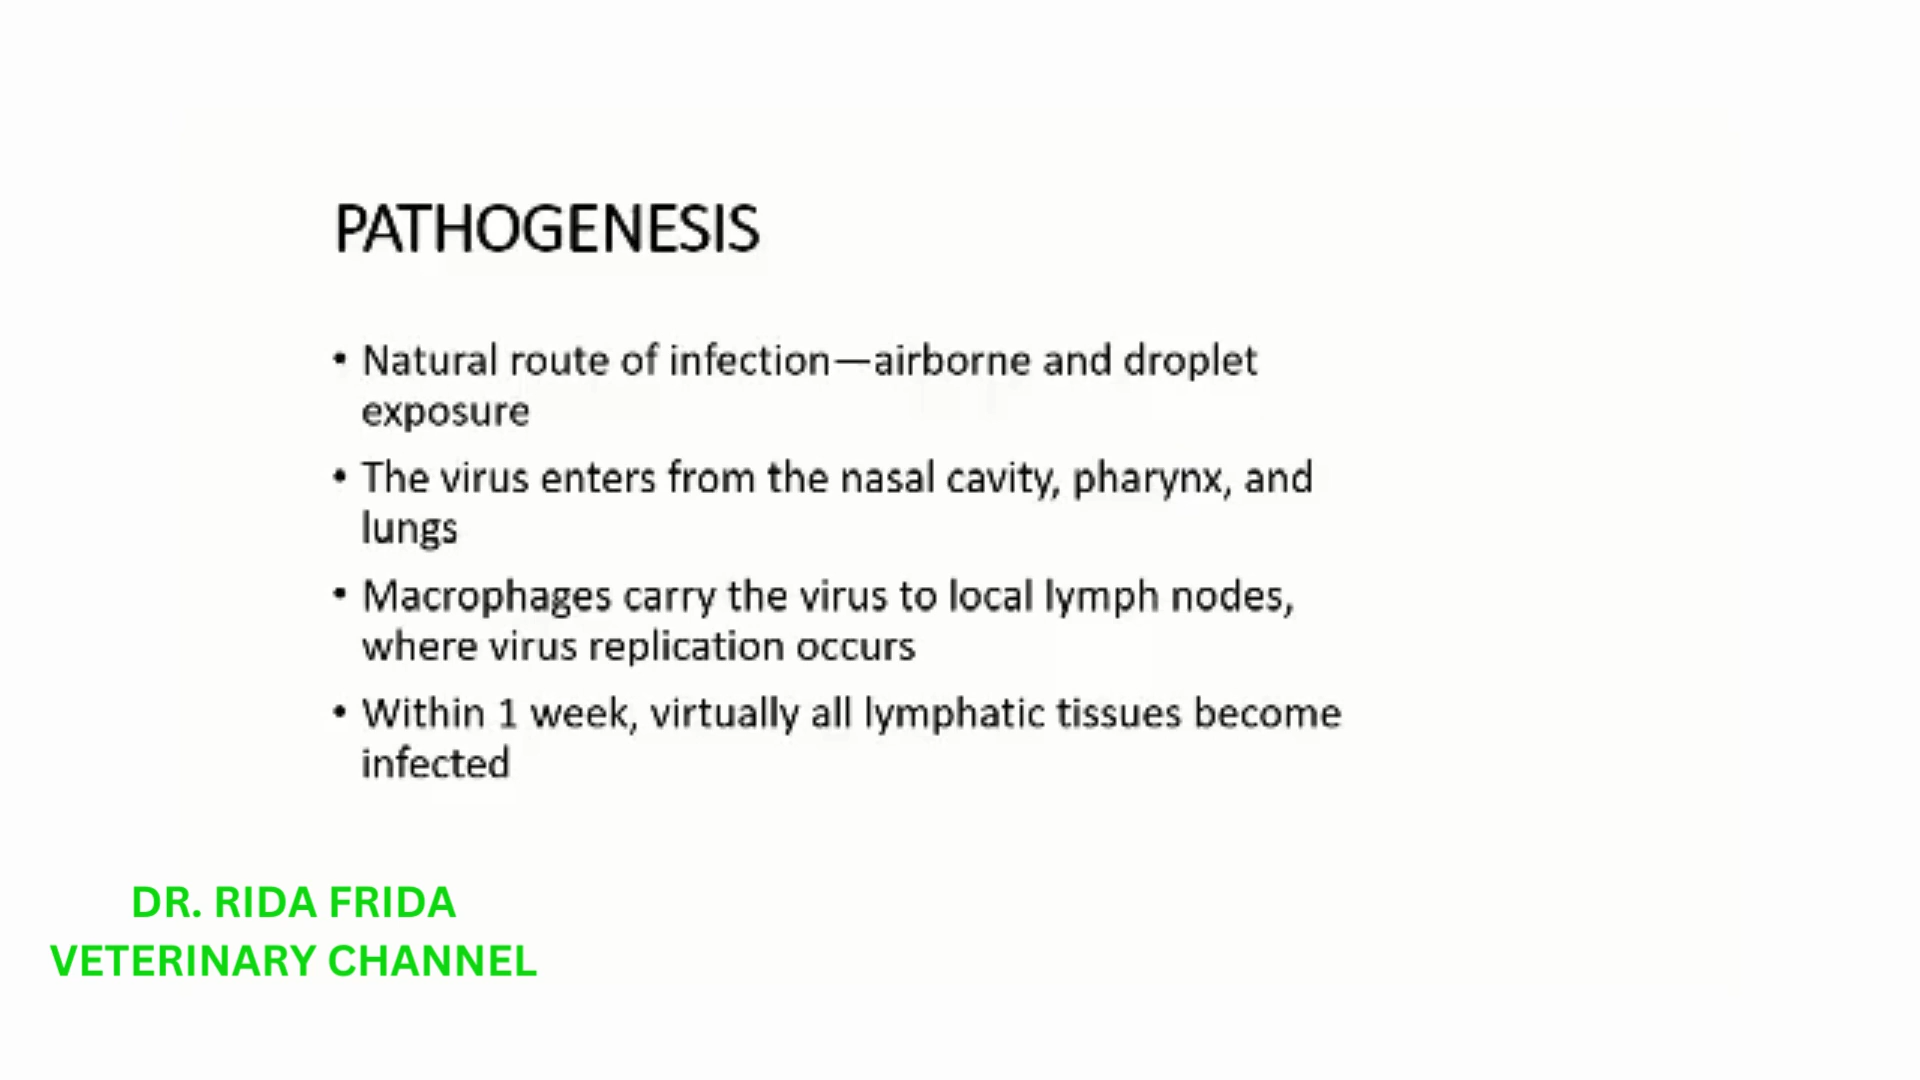 PATHOGENESIS
• Natural route of infection—airborne and droplet
exposure
• The virus enters from the nasal cavity, pharynx, and
lungs
• Macrophages carry the virus to local lymph nodes,
where virus replication occurs
• Within 1 week, virtually all lymphatic tissues become
infected
DR. RIDA FRIDA
VETERINARY CHANNEL